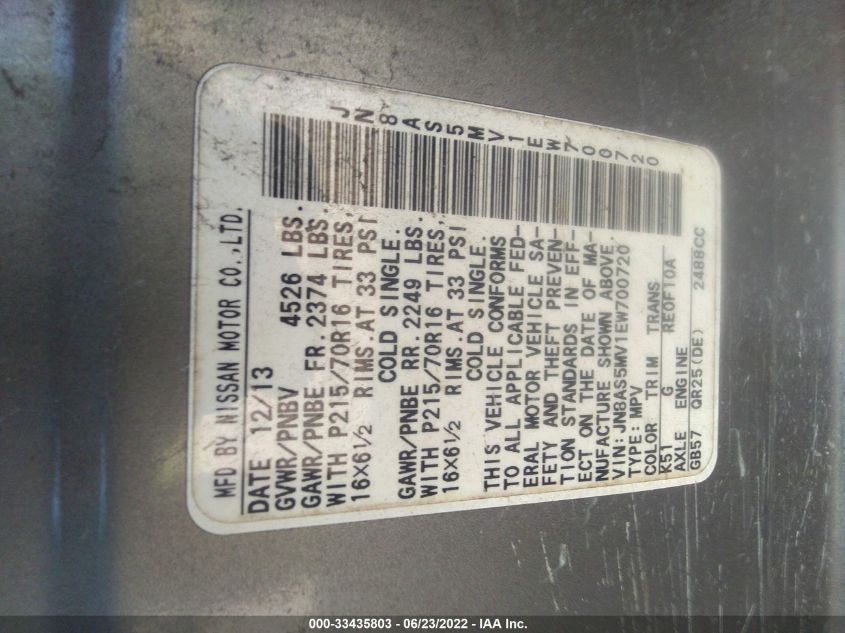 MFD BY NISSAN MOTOR CO.,LTD.
DATE 12/13
GVWR/PNBV 4526 LBS.
GAWR/PNBE FR. 2374 LBS.
WITH P215/70R16 TIRES,
16X6½ RIMS. AT 33 PSI
COLD SINGLE.
GAWR/PNBE RR. 2249 LBS.
WITH P215/70R16 TIRES,
16X6½ RIMS. AT 33 PSI
COLD SINGLE.
THIS VEHICLE CONFORMS
TO ALL APPLICABLE FED-
ERAL MOTOR VEHICLE SA-
FETY AND THEFT PREVEN-
TION STANDARDS IN EFF-
ECT ON THE DATE OF MA-
NUFACTURE SHOWN ABOVE.
VIN: JN8AS5MV1EW700720
TYPE: MPV
COLOR TRIM TRANS
K51 G RE0F10A
AXLE ENGINE
GB57 QR25(DE) 2488CC
JN8AS5MV1EW700720
000-33435803 - 06/23/2022 - IAA Inc.